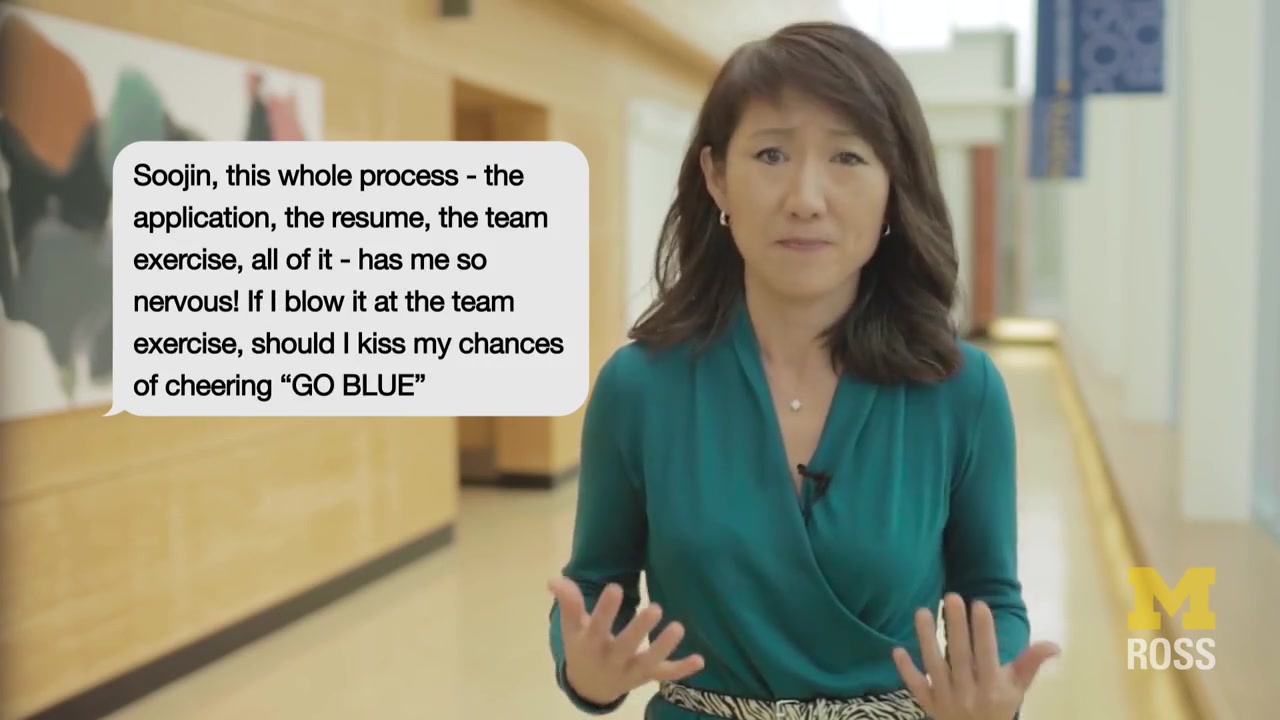 Soojin, this whole process - the
application, the resume, the team
exercise, all of it - has me so
nervous! If I blow it at the team
exercise, should I kiss my chances
of cheering “GO BLUE”
M
ROSS